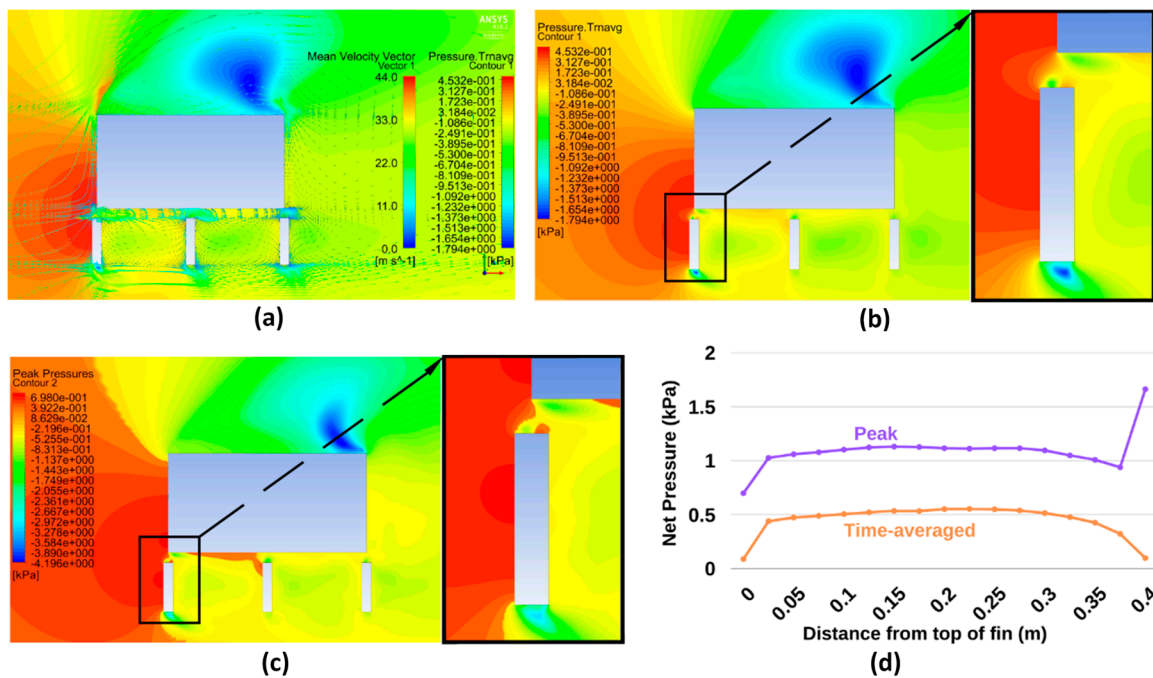 ANSYS
Mean Velocity Vector
Vector 1
44.0
33.0
22.0
11.0
0.0
[m s^-1]
Pressure.Trnavg
Contour 1
4.532e-001
3.127e-001
1.723e-001
3.184e-002
-1.086e-001
-2.491e-001
-3.895e-001
-5.300e-001
-6.704e-001
-8.109e-001
-9.513e-001
-1.092e+000
-1.232e+000
-1.373e+000
-1.513e+000
-1.654e+000
-1.794e+000
[kPa]
(a)
Pressure.Trnavg
Contour 1
4.532e-001
3.127e-001
1.723e-001
3.184e-002
-1.086e-001
-2.491e-001
-3.895e-001
-5.300e-001
-6.704e-001
-8.109e-001
-9.513e-001
-1.092e+000
-1.232e+000
-1.373e+000
-1.513e+000
-1.654e+000
-1.794e+000
[kPa]
(b)
Peak Pressures
Contour 2
6.980e-001
3.922e-001
8.629e-002
-2.196e-001
-5.255e-001
-8.313e-001
-1.137e+000
-1.443e+000
-1.749e+000
-2.055e+000
-2.361e+000
-2.667e+000
-2.972e+000
-3.278e+000
-3.584e+000
-3.890e+000
-4.196e+000
[kPa]
(c)
Net Pressure (kPa)
2
1.5
1
0.5
0
Peak
Time-averaged
0 0.05 0.1 0.15 0.2 0.25 0.3 0.35 0.4
Distance from top of fin (m)
(d)